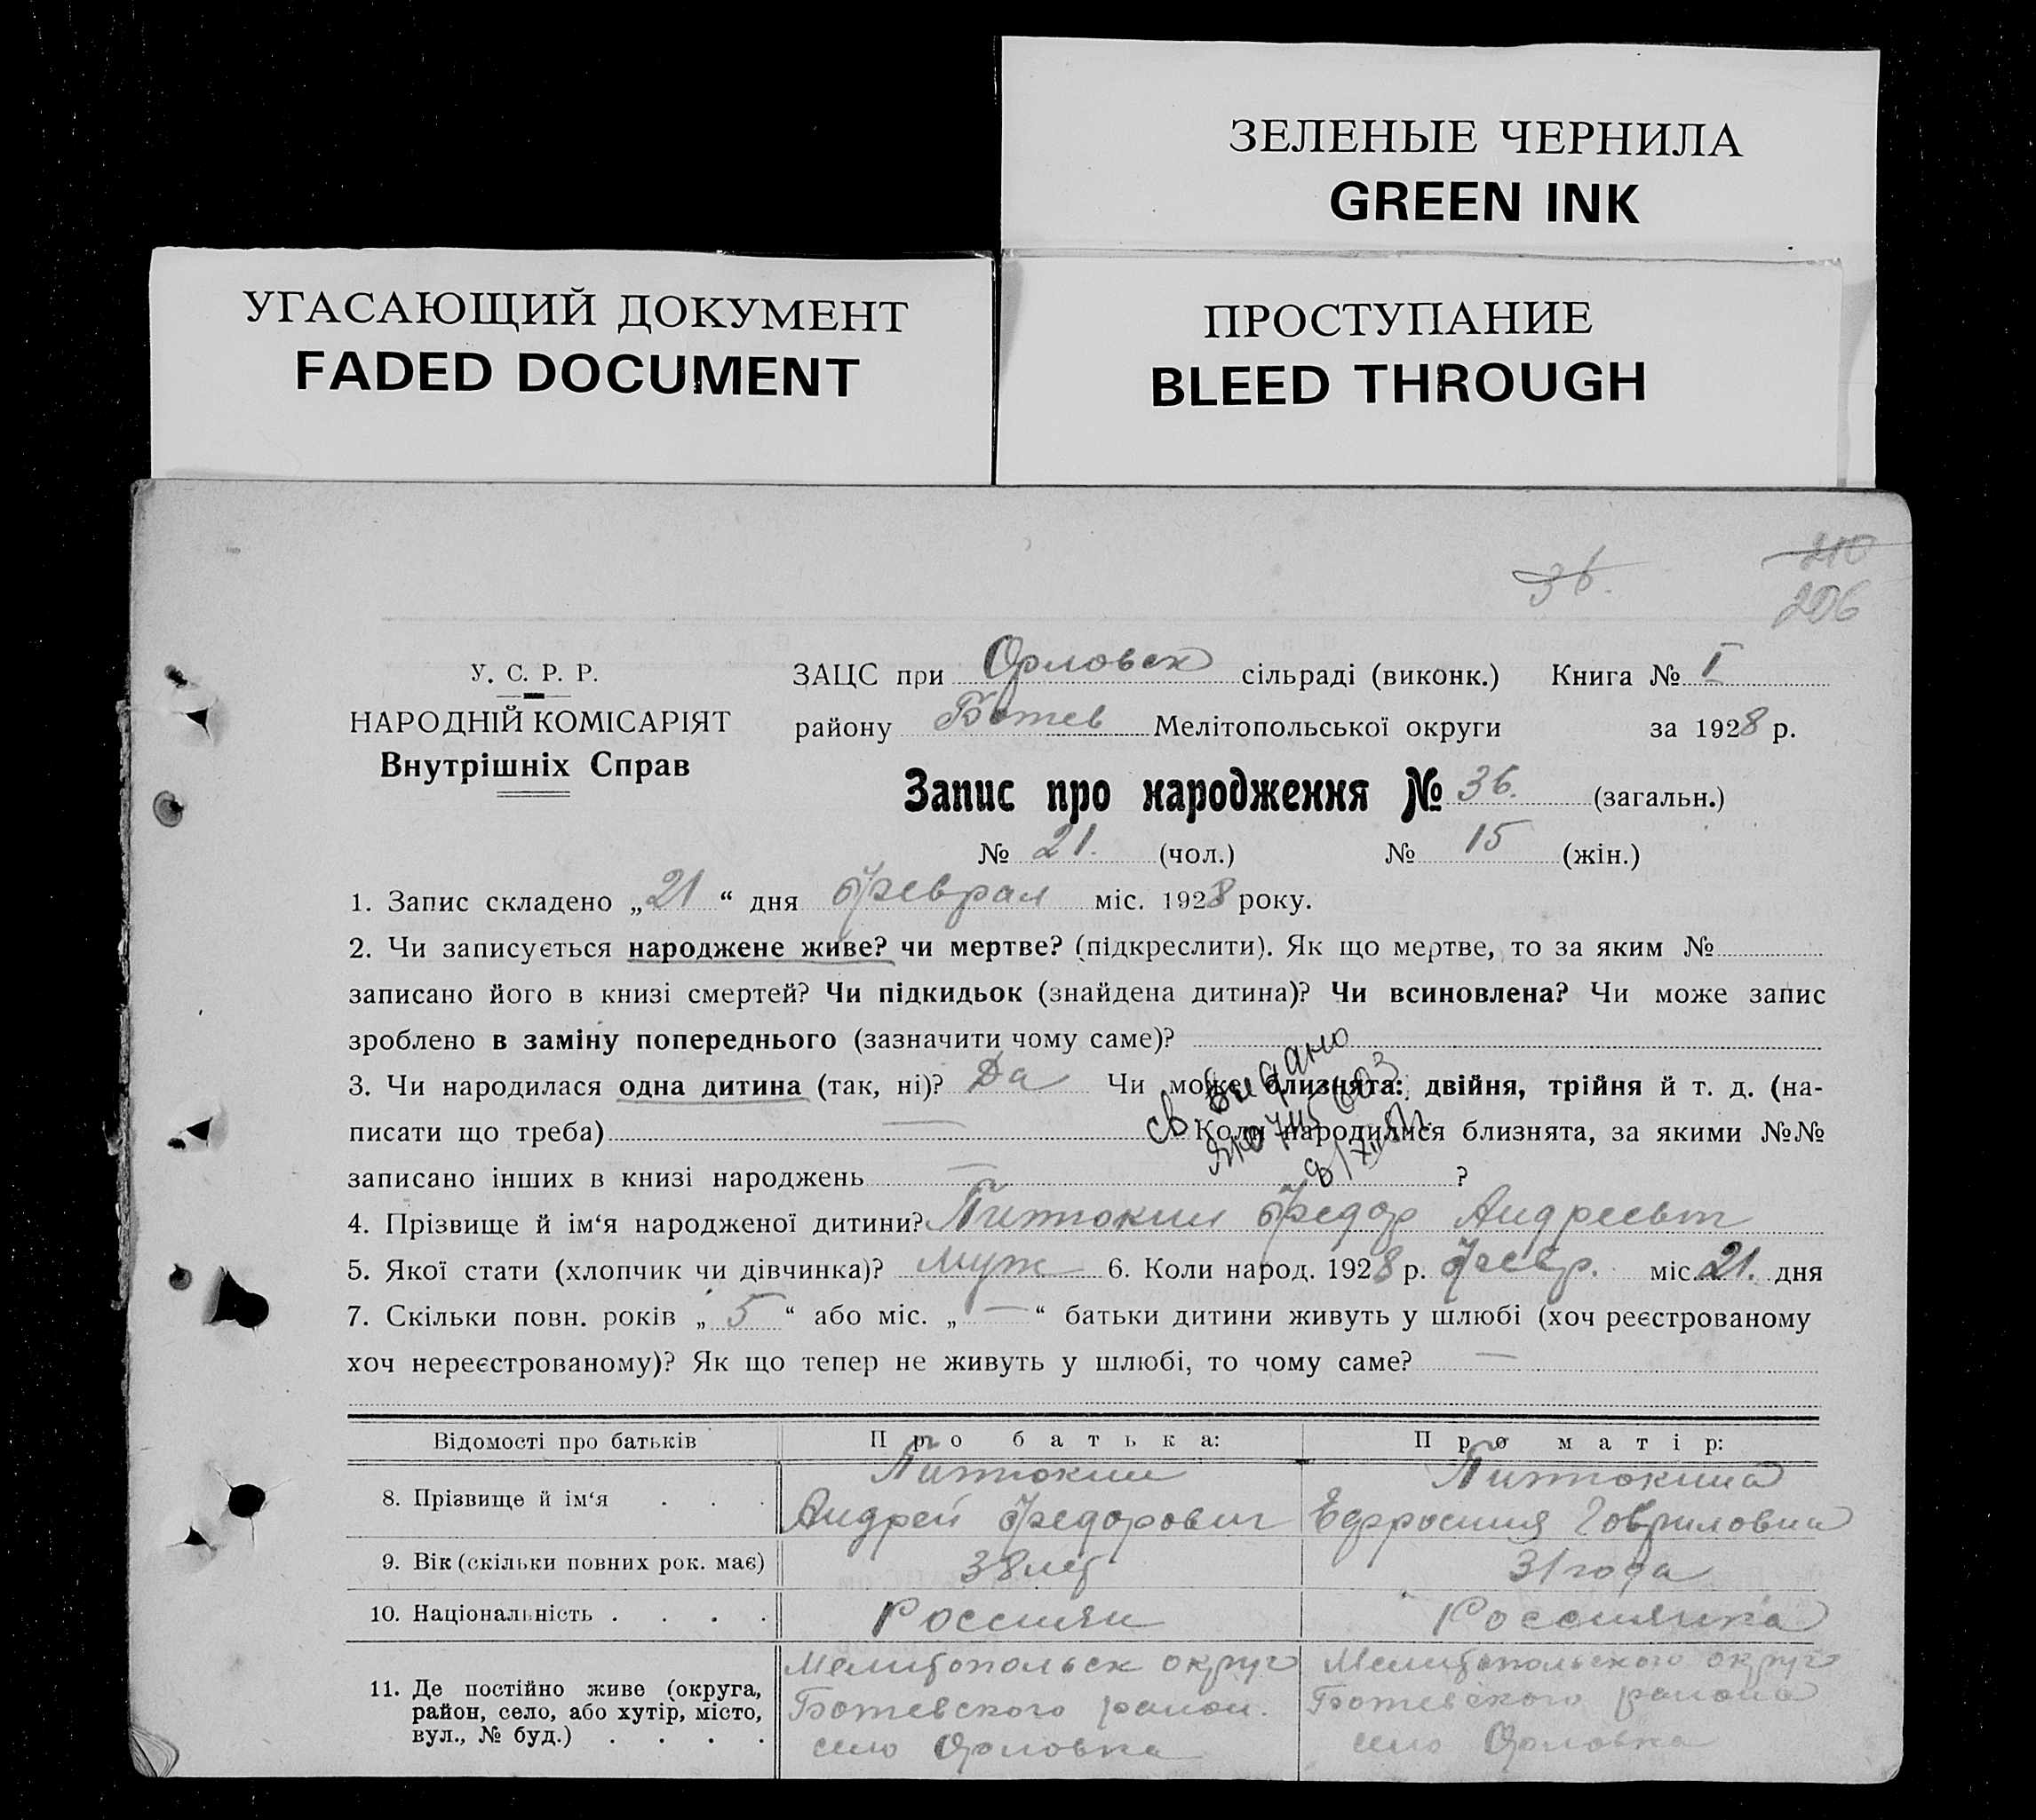 ЗЕЛЕНЫЕ ЧЕРНИЛА
GREEN INK
УГАСАЮЩИЙ ДОКУМЕНТ
FADED DOCUMENT
ПРОСТУПАНИЕ
BLEED THROUGH
36.
210
206
У. С. Р. Р.
НАРОДНІЙ КОМІСАРІЯТ
Внутрішніх Справ
ЗАЦС при Орловск сільраді (виконк.) Книга № I
району Ботев Мелітопольської округи за 1928 р.
Запис про народження № 36. (загальн.)
№ 21. (чол.) № 15 (жін.)
1. Запис складено „21“ дня Феврал міс. 1928 року.
2. Чи записується народжене живе? чи мертве? (підкреслити). Як що мертве, то за яким №
записано його в книзі смертей? Чи підкидьок (знайдена дитина)? Чи всиновлена? Чи може запис
зроблено в заміну попереднього (зазначити чому саме)?
3. Чи народилася одна дитина (так, ні)? Да Чи може близнята: двійня, трійня й т. д. (на-
писати що треба) — Коли народилися близнята, за якими №№
записано інших в книзі народжень — ?
св видано
4. Прізвище й ім‘я народженої дитини? Федор Андреевич
5. Якої стати (хлопчик чи дівчинка)? муж 6. Коли народ. 1928 р. февр. міс. 21. дня
7. Скільки повн. років „5“ або міс. „—“ батьки дитини живуть у шлюбі (хоч реєстрованому
хоч нереєстрованому)? Як що тепер не живуть у шлюбі, то чому саме? —
Відомості про батьків Про батька: Про матір:
8. Прізвище й ім‘я . . .
Андрей Федорович Ефросиния Гавриловна
9. Вік (скільки повних рок. має) 38 лет 31 года
10. Національність . . . . Россиян Россиянка
11. Де постійно живе (округа, район, село, або хутір, місто, вул., № буд.) . . . .
Мелитопольск округ Мелитопольского округ
Ботевского район. Ботевского района
село Орловка село Орловка